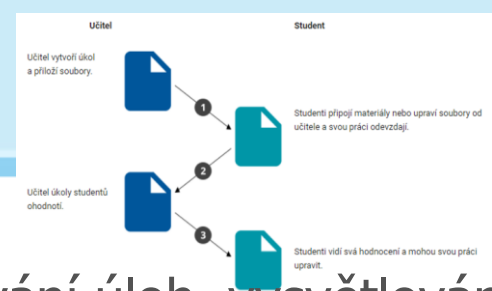 Učitel
Student
Učitel vytvoří úkol
a přiloží soubory.
1
Studenti připojí materiály nebo upraví soubory od
učitele a svou práci odevzdají.
2
Učitel úkoly studentů
ohodnotí.
3
Studenti vidí svá hodnocení a mohou svou práci
upravit.